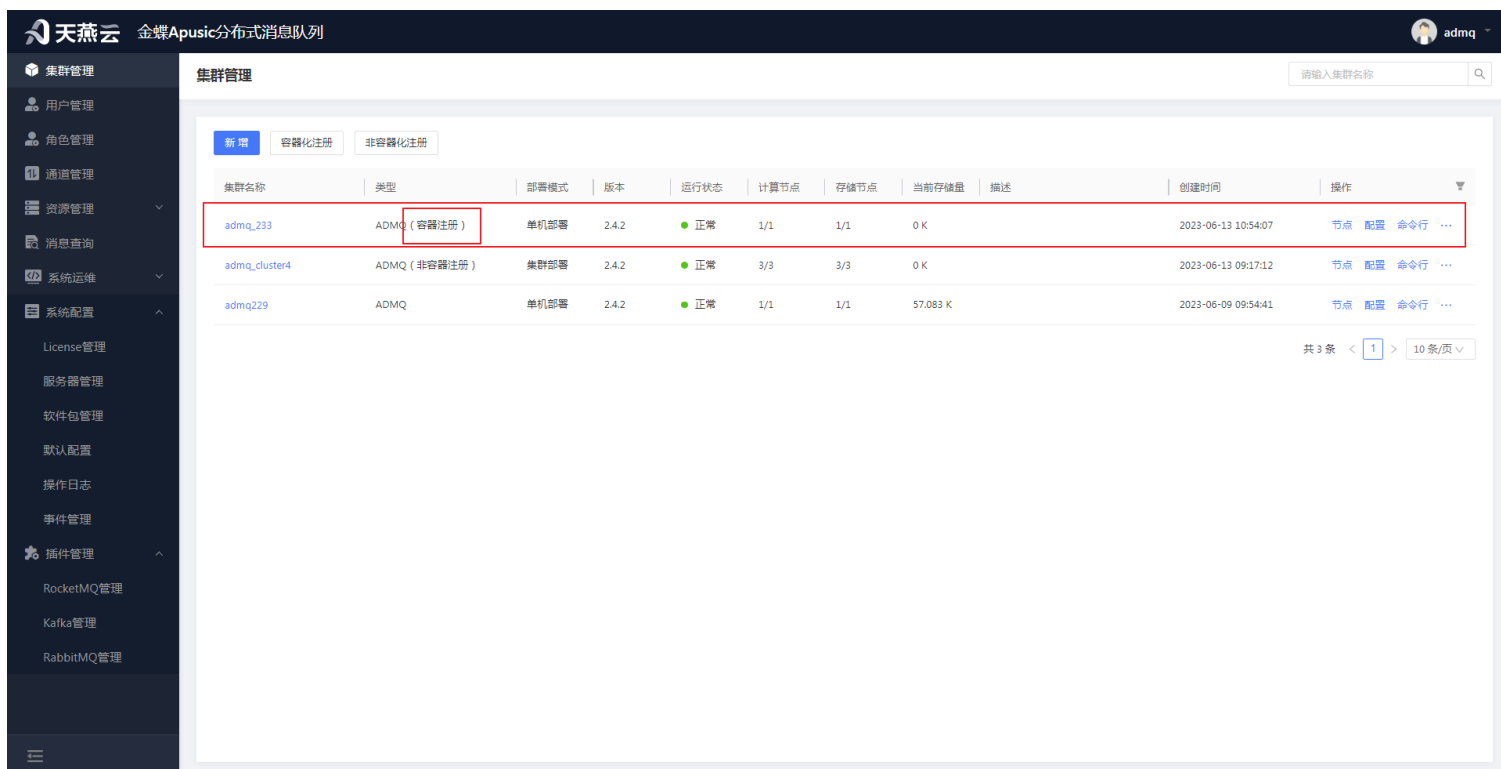 天燕云 金蝶Apusic分布式消息队列 admq
集群管理
用户管理
角色管理
通道管理
资源管理
消息查询
系统运维
系统配置
License管理
服务器管理
软件包管理
默认配置
操作日志
事件管理
插件管理
RocketMQ管理
Kafka管理
RabbitMQ管理
集群管理 请输入集群名称
新 增 容器化注册 非容器化注册
集群名称 类型 部署模式 版本 运行状态 计算节点 存储节点 当前存储量 描述 创建时间 操作
admq_233 ADMQ（容器注册） 单机部署 2.4.2 正常 1/1 1/1 0 K 2023-06-13 10:54:07 节点 配置 命令行 ···
admq_cluster4 ADMQ（非容器注册） 集群部署 2.4.2 正常 3/3 3/3 0 K 2023-06-13 09:17:12 节点 配置 命令行 ···
admq229 ADMQ 单机部署 2.4.2 正常 1/1 1/1 57.083 K 2023-06-09 09:54:41 节点 配置 命令行 ···
共 3 条 < 1 > 10 条/页